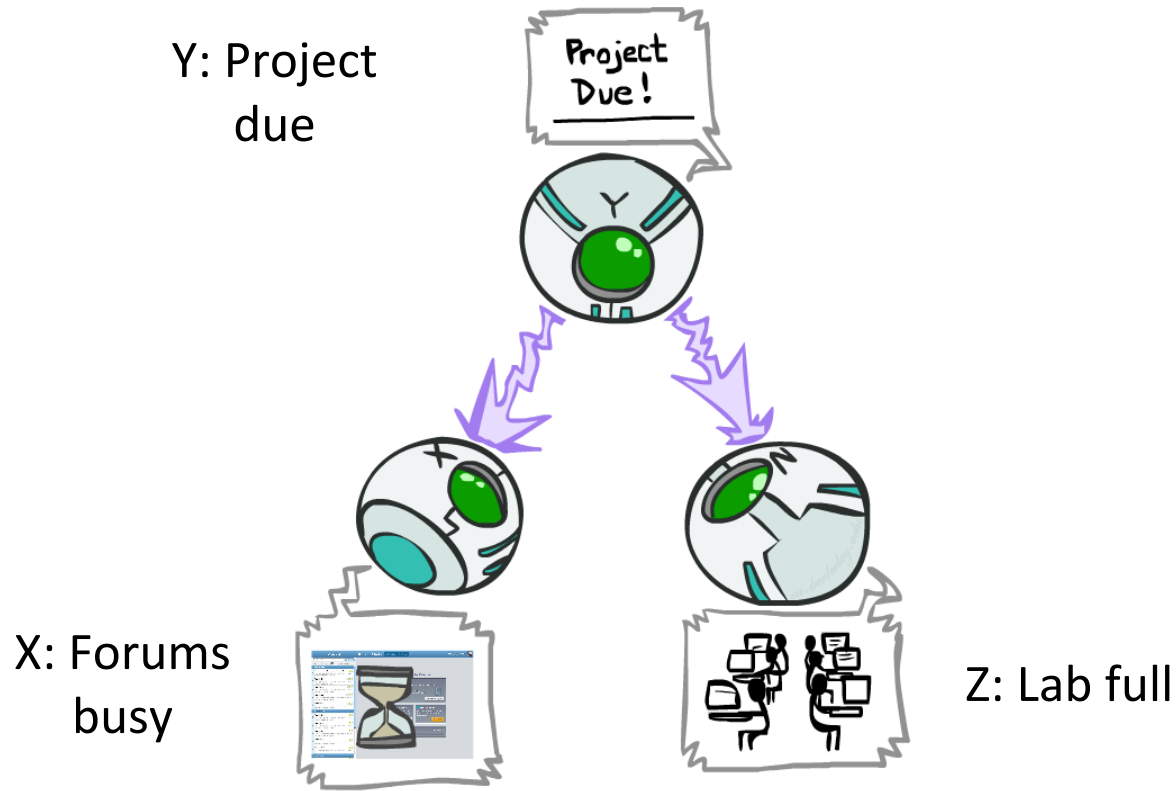 Y: Project
due
Project
Due!
Y
X
Z
X: Forums
busy
Z: Lab full